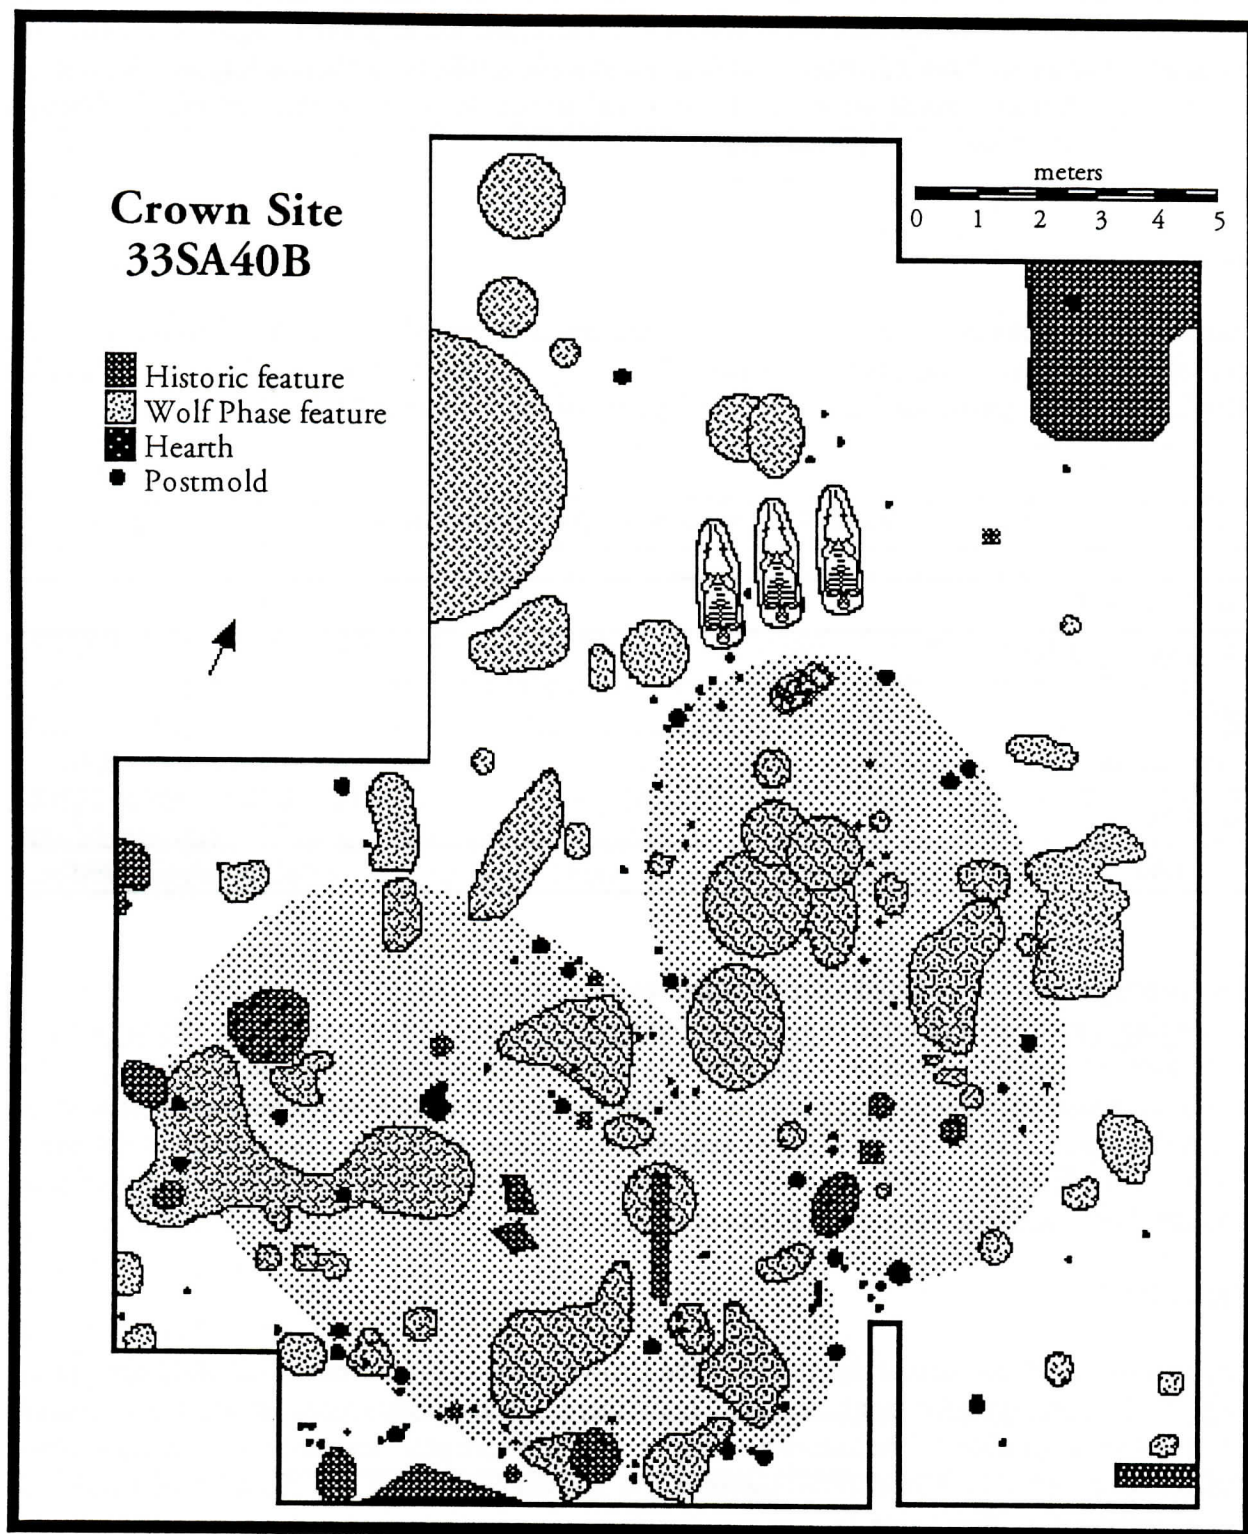 Crown Site
33SA40B
meters
0 1 2 3 4 5
Historic feature
Wolf Phase feature
Hearth
Postmold